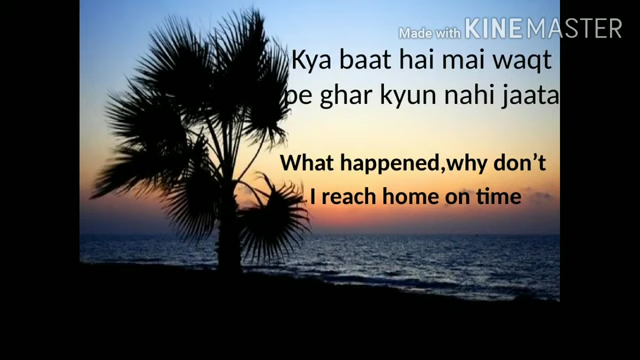 Made with KINEMASTER
Kya baat hai mai waqt
pe ghar kyun nahi jaata
What happened,why don’t
I reach home on time